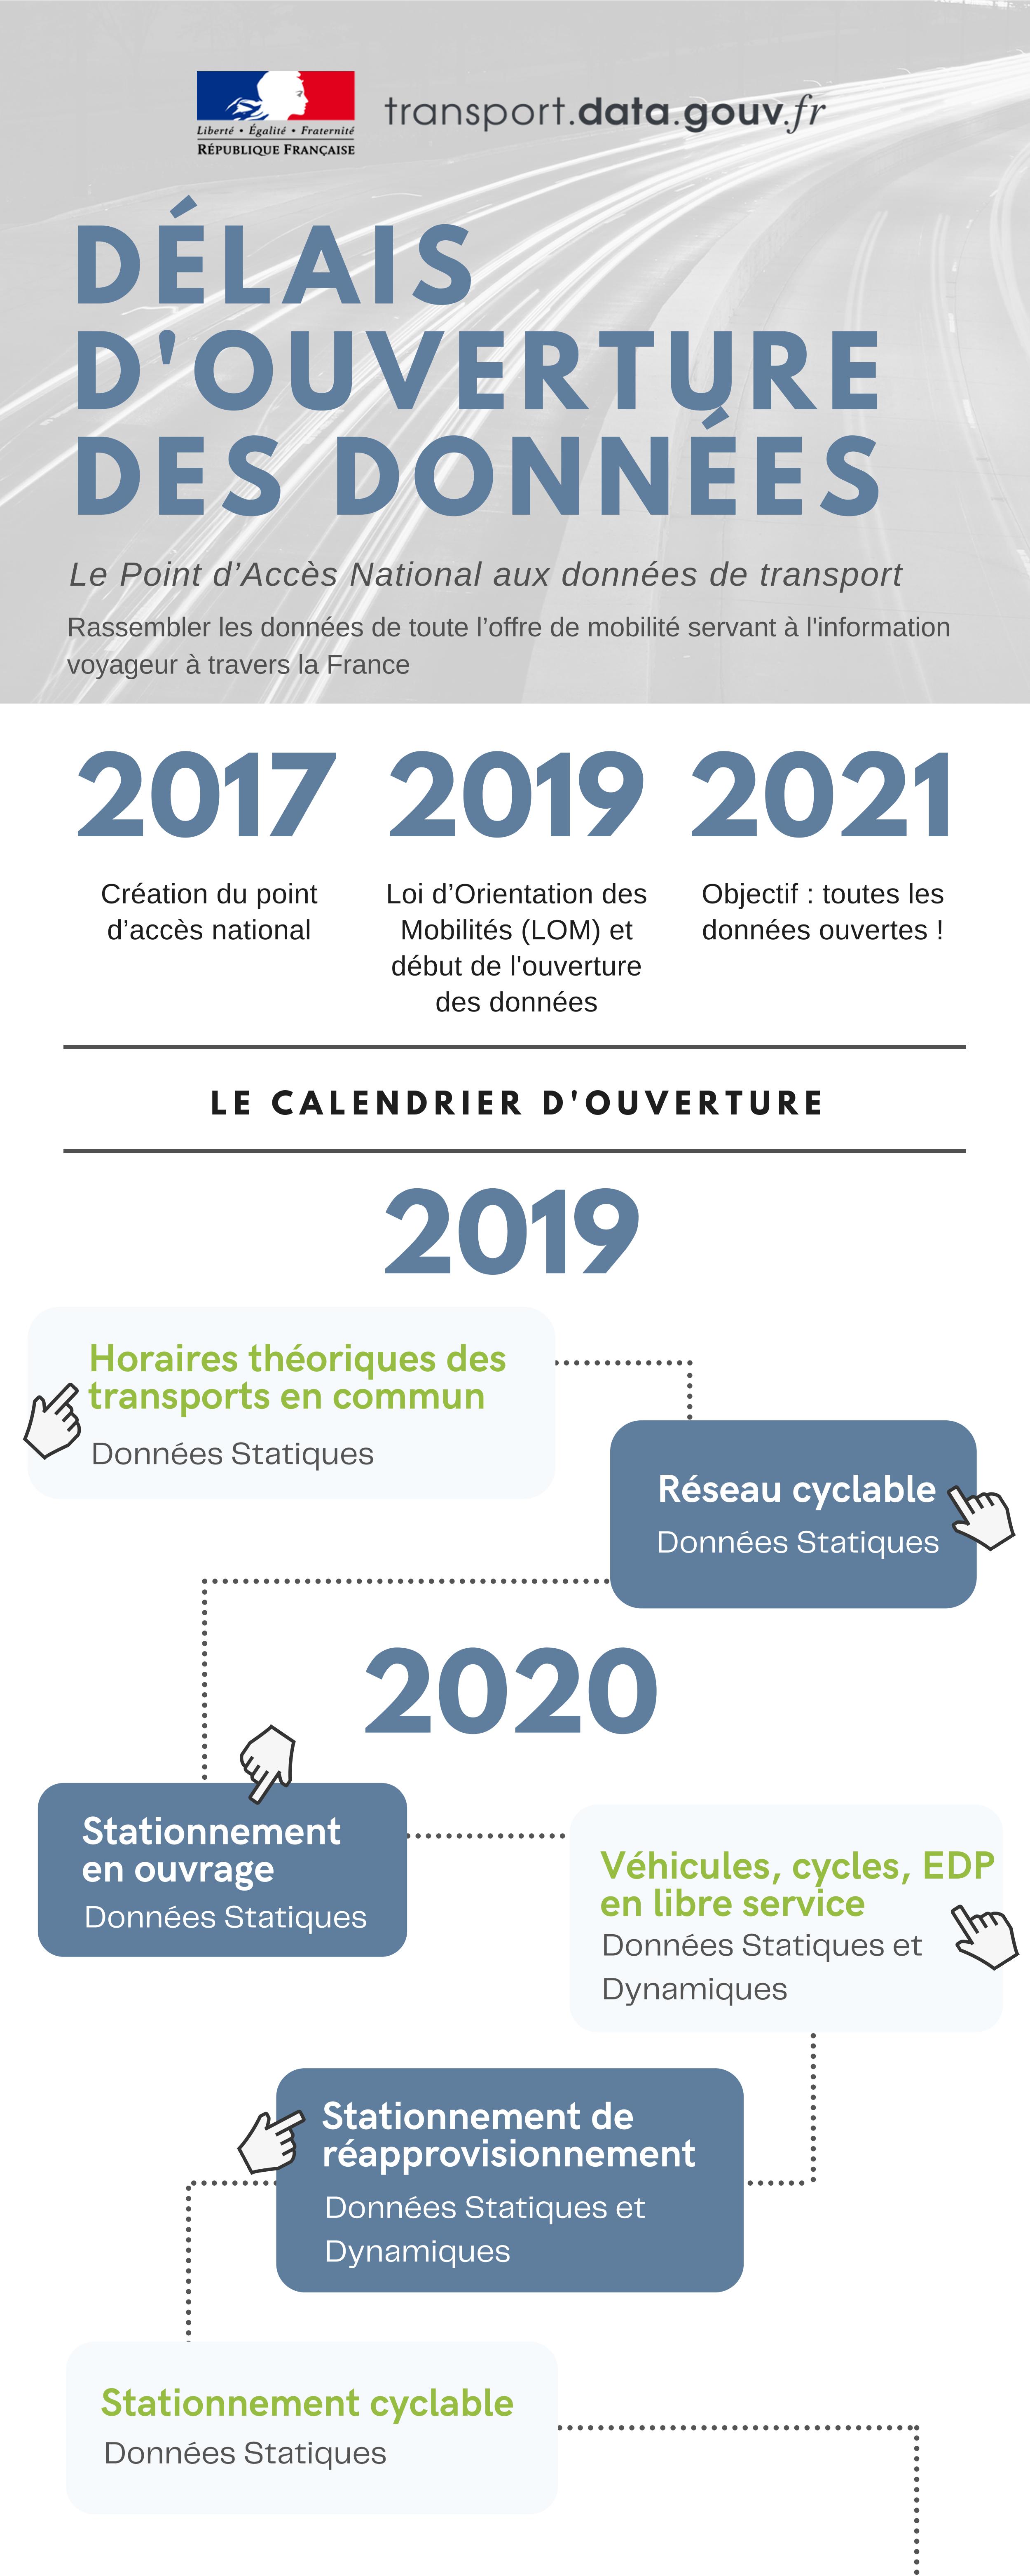 Liberté • Égalité • Fraternité
RÉPUBLIQUE FRANÇAISE
transport.data.gouv.fr
DÉLAIS
D'OUVERTURE
DES DONNÉES
Le Point d’Accès National aux données de transport
Rassembler les données de toute l’offre de mobilité servant à l'information
voyageur à travers la France
2017
Création du point
d’accès national
2019
Loi d’Orientation des
Mobilités (LOM) et
début de l'ouverture
des données
2021
Objectif : toutes les
données ouvertes !
LE CALENDRIER D'OUVERTURE
2019
Horaires théoriques des
transports en commun
Données Statiques
Réseau cyclable
Données Statiques
2020
Stationnement
en ouvrage
Données Statiques
Véhicules, cycles, EDP
en libre service
Données Statiques et
Dynamiques
Stationnement de
réapprovisionnement
Données Statiques et
Dynamiques
Stationnement cyclable
Données Statiques